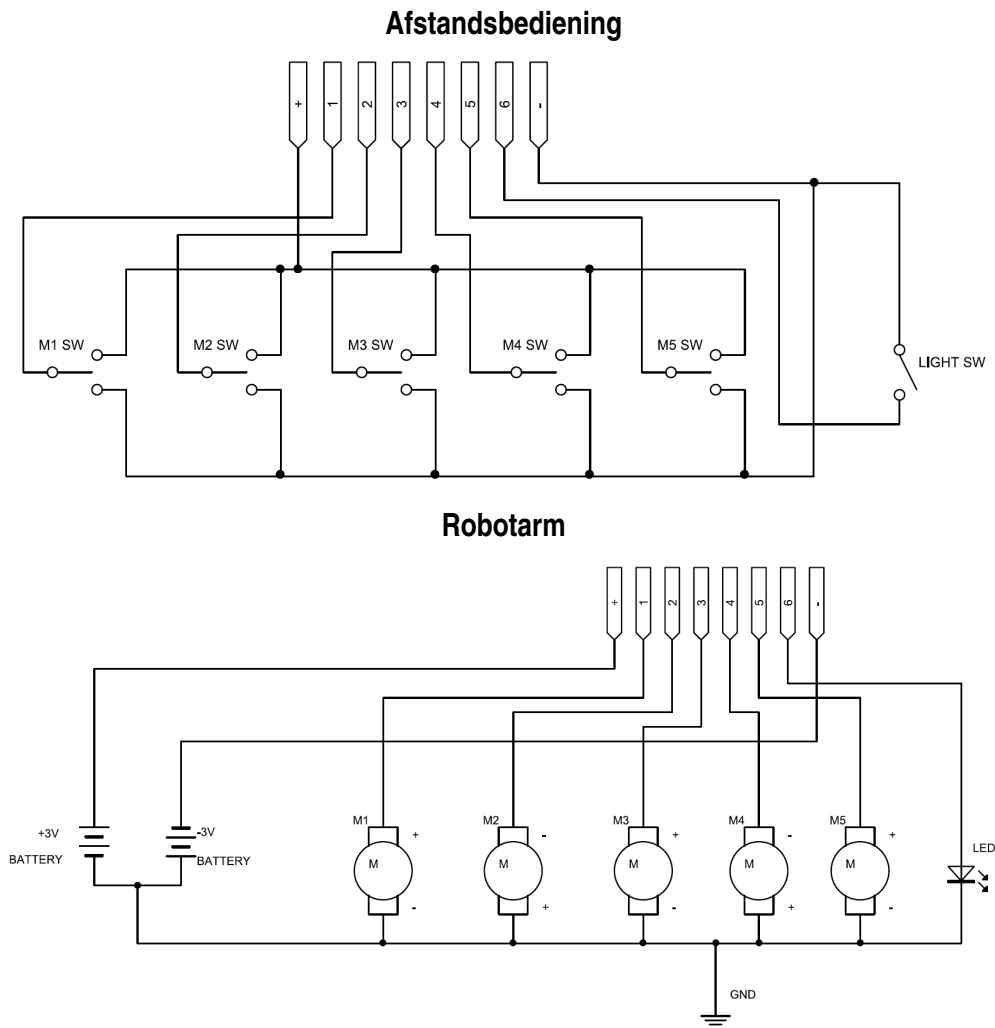 Afstandsbediening
+ 1 2 3 4 5 6 -
M1 SW M2 SW M3 SW M4 SW M5 SW
LIGHT SW
Robotarm
+ 1 2 3 4 5 6 -
+3V
BATTERY
-3V
BATTERY
M1 + M2 - M3 + M4 - M5 +
M M M M M
LED
- + - + -
GND